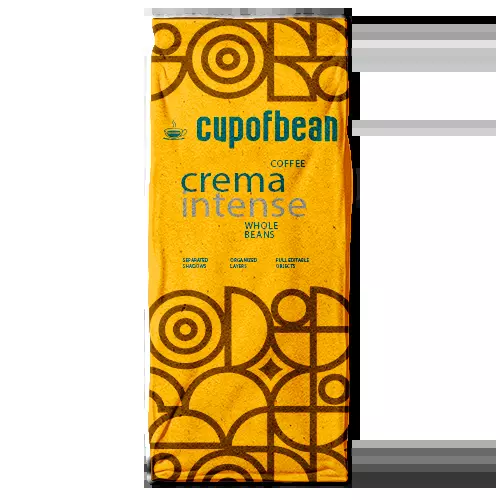 cupofbean
COFFEE
crema
intense
WHOLE
BEANS
SEPARATED ORGANIZED FULL EDITABLE
SHADOWS LAYERS OBJECTS